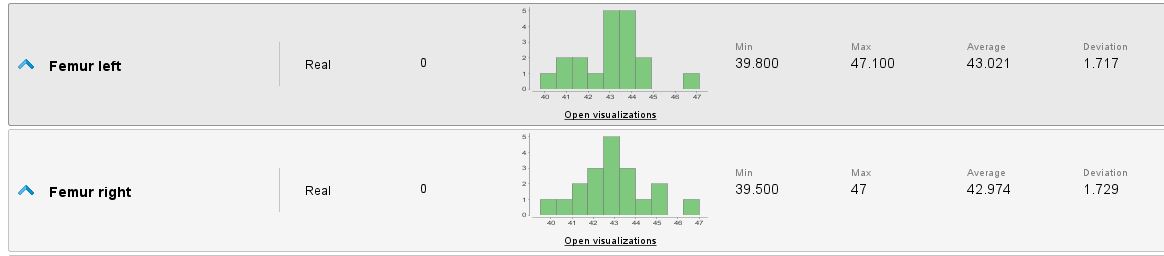 5
4
3
2
1
0
40 41 42 43 44 45 46 47
Min Max Average Deviation
Femur left Real 0 39.800 47.100 43.021 1.717
Open visualizations
5
4
3
2
1
0
40 41 42 43 44 45 46 47
Min Max Average Deviation
Femur right Real 0 39.500 47 42.974 1.729
Open visualizations